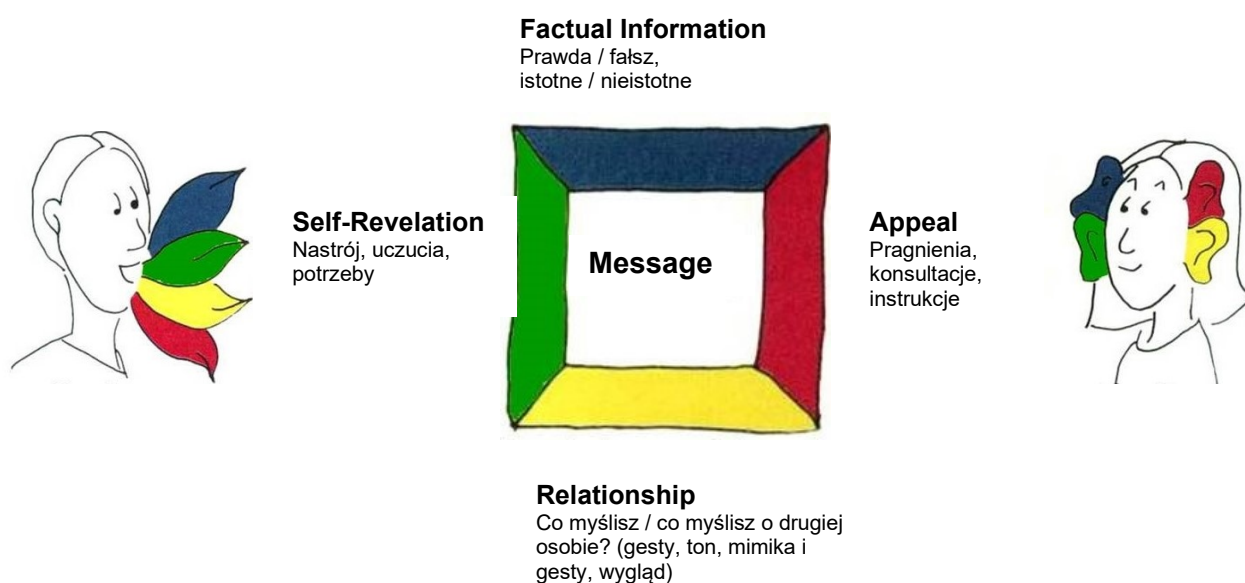 Factual Information
Prawda / fałsz,
istotne / nieistotne
Self-Revelation
Nastrój, uczucia,
potrzeby
Message
Appeal
Pragnienia,
konsultacje,
instrukcje
Relationship
Co myślisz / co myślisz o drugiej
osobie? (gesty, ton, mimika i
gesty, wygląd)